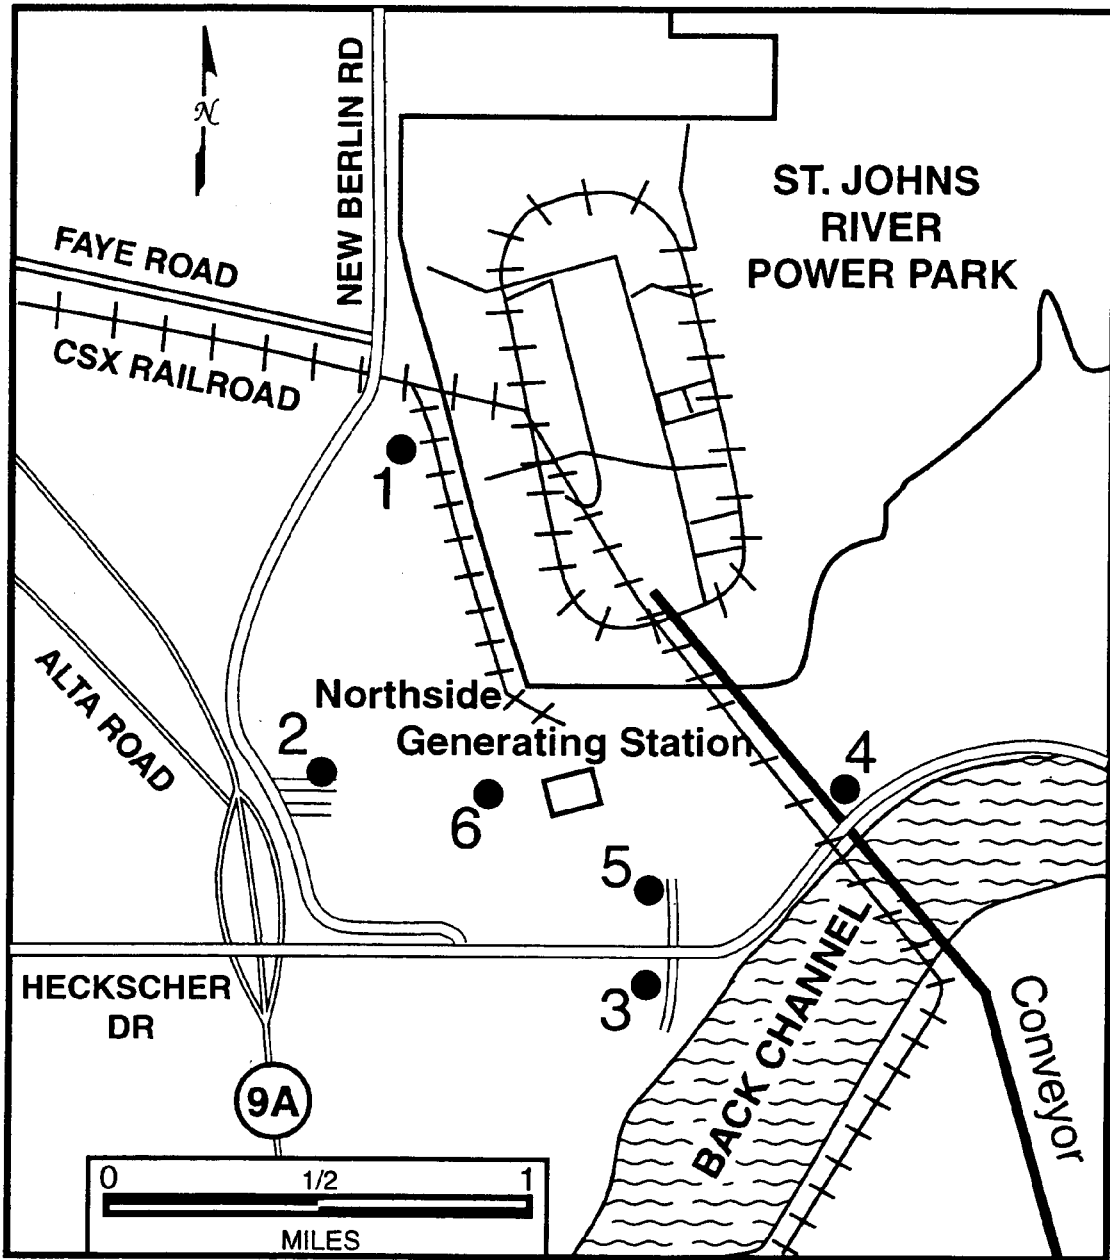 N
NEW BERLIN RD
ST. JOHNS
RIVER
POWER PARK
FAYE ROAD
CSX RAILROAD
1
ALTA ROAD
Northside
Generating Station
2
4
6
5
3
HECKSCHER
DR
BACK CHANNEL
Conveyor
9A
0 1/2 1
MILES